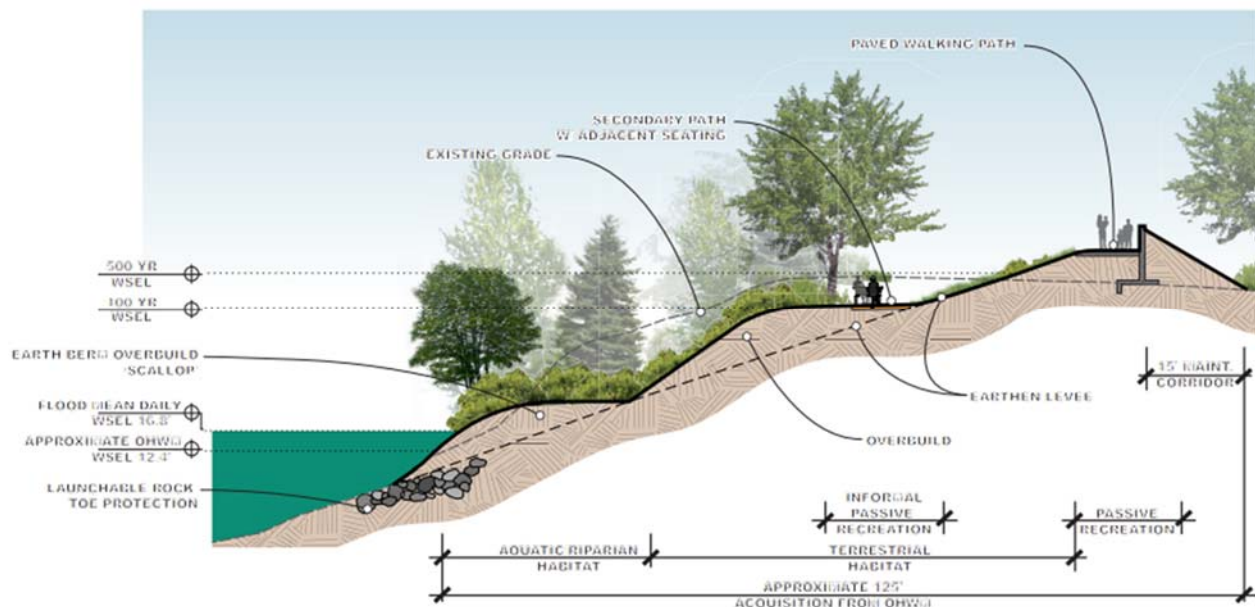 PAVED WALKING PATH
SECONDARY PATH
W/ ADJACENT SEATING
EXISTING GRADE
500 YR
WSEL
100 YR
WSEL
EARTH BERM OVERBUILD
'SCALLOP'
FLOOD MEAN DAILY
WSEL 16.8'
APPROXIMATE OHWM
WSEL 12.4'
LAUNCHABLE ROCK
TOE PROTECTION
15' MAINT.
CORRIDOR
EARTHEN LEVEE
OVERBUILD
INFORMAL
PASSIVE
RECREATION
PASSIVE
RECREATION
AQUATIC RIPARIAN
HABITAT
TERRESTRIAL
HABITAT
APPROXIMATE 125'
ACQUISITION FROM OHWM